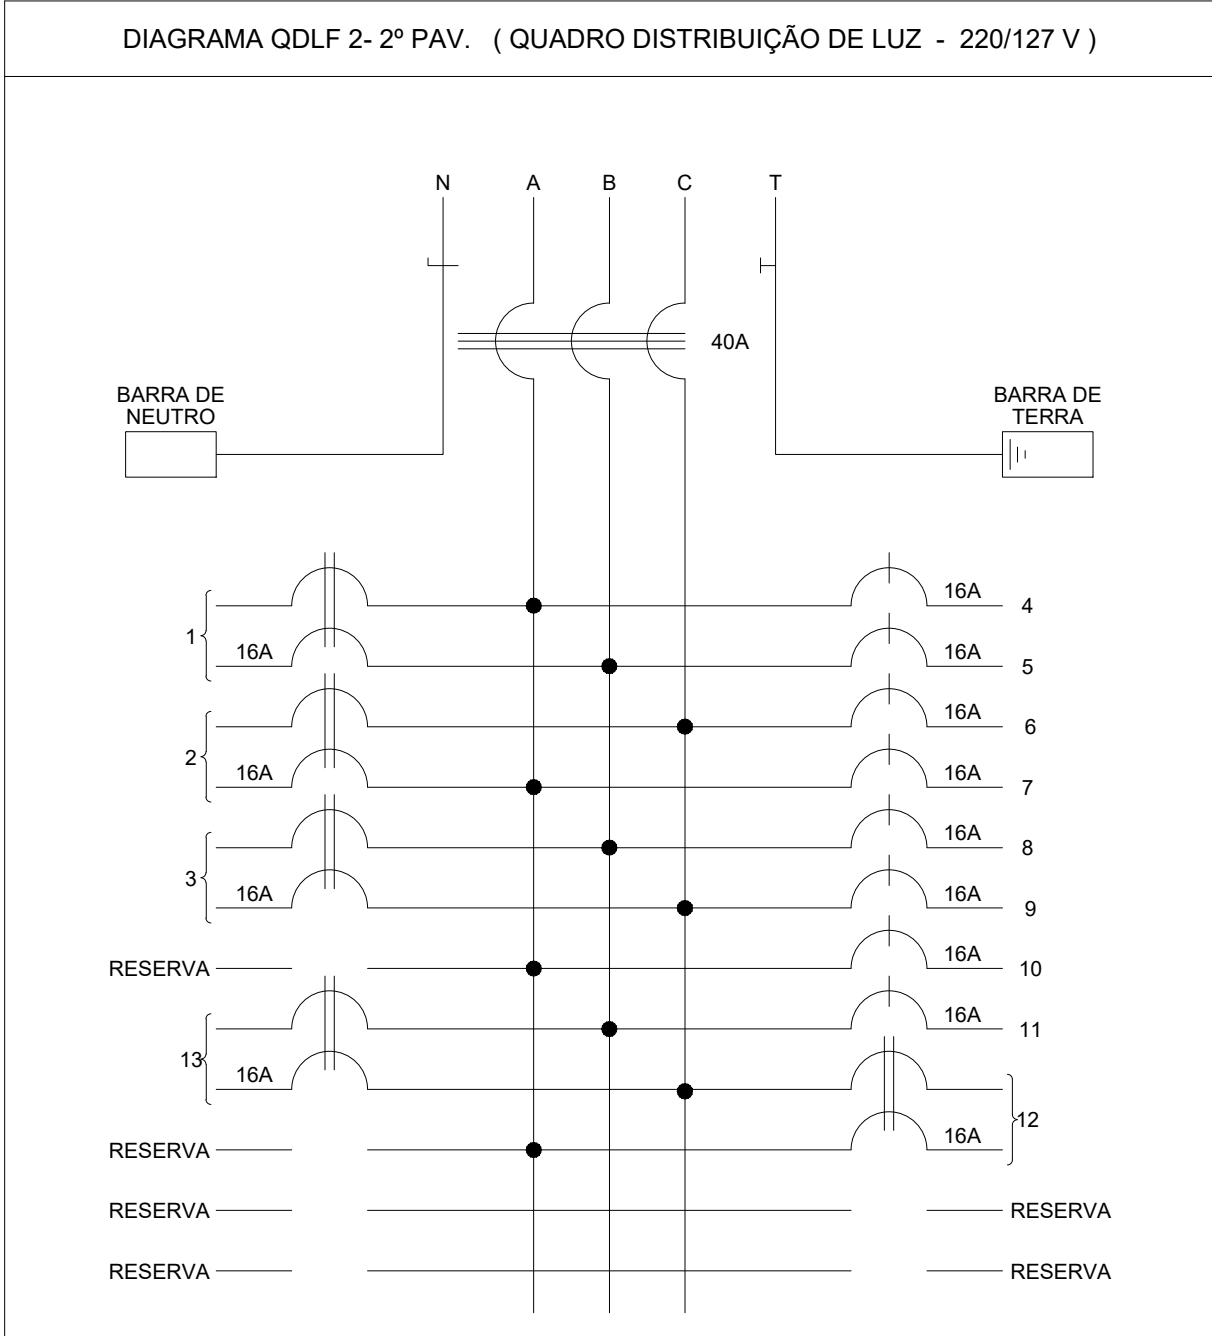 DIAGRAMA QDLF 2- 2º PAV. ( QUADRO DISTRIBUIÇÃO DE LUZ - 220/127 V )
N A B C T
40A
BARRA DE
NEUTRO
BARRA DE
TERRA
16A 4
1
16A 16A 5
16A 6
2
16A 16A 7
16A 8
3
16A 16A 9
RESERVA 16A 10
16A 11
13
16A
12
RESERVA 16A
RESERVA RESERVA
RESERVA RESERVA